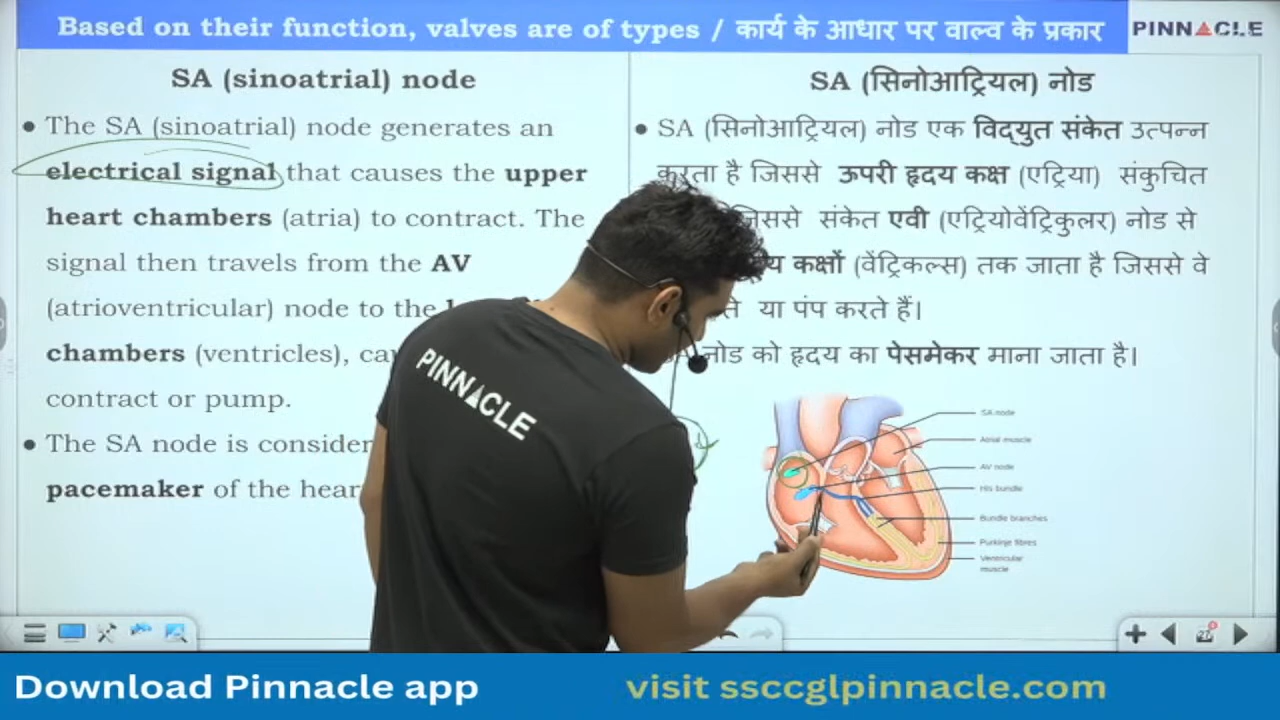 Based on their function, valves are of types / कार्य के आधार पर वाल्व के प्रकार
PINNACLE
SA (sinoatrial) node
The SA (sinoatrial) node generates an
electrical signal that causes the upper
heart chambers (atria) to contract. The
signal then travels from the AV
(atrioventricular) node to the
chambers (ventricles),
contract or pump.
The SA node is
pacemaker of the
SA (सिनोआट्रियल) नोड
SA (सिनोआट्रियल) नोड एक विद्युत संकेत उत्पन्न
करता है जिससे ऊपरी हृदय कक्ष (एट्रिया) संकुचित
जिससे संकेत एवी (एट्रियोवेंट्रिकुलर) नोड से
कक्षों (वेंट्रिकल्स) तक जाता है जिससे वे
या पंप करते हैं।
नोड को हृदय का पेसमेकर माना जाता है।
SA node
Atrial muscle
AV node
His bundle
Bundle branches
Purkinje fibres
Ventricular
muscle
PINNACLE
Download Pinnacle app
visit ssccglpinnacle.com